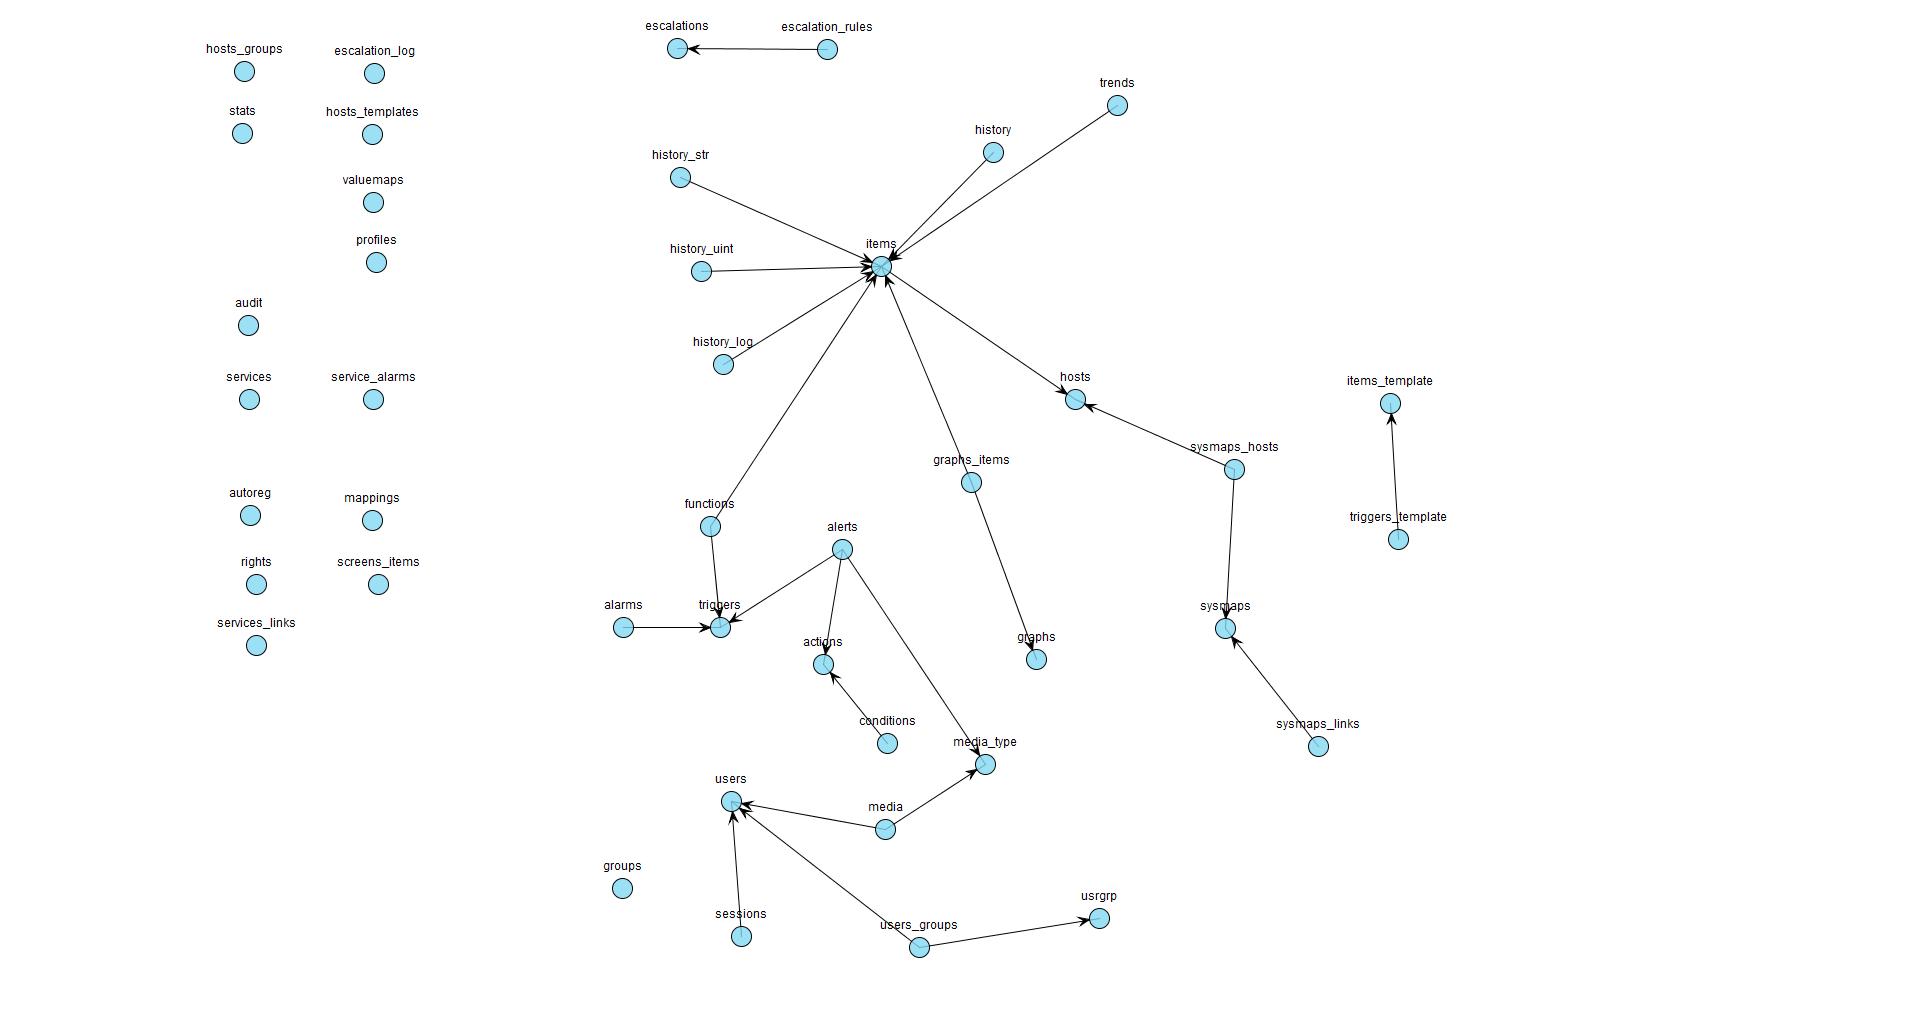 escalations
escalation_rules
hosts_groups
escalation_log
trends
stats
hosts_templates
history
history_str
valuemaps
profiles
items
history_uint
audit
history_log
services
service_alarms
hosts
items_template
sysmaps_hosts
graphs_items
autoreg
mappings
functions
triggers_template
alerts
rights
screens_items
alarms
triggers
sysmaps
services_links
actions
graphs
conditions
sysmaps_links
media_type
users
media
groups
usrgrp
sessions
users_groups